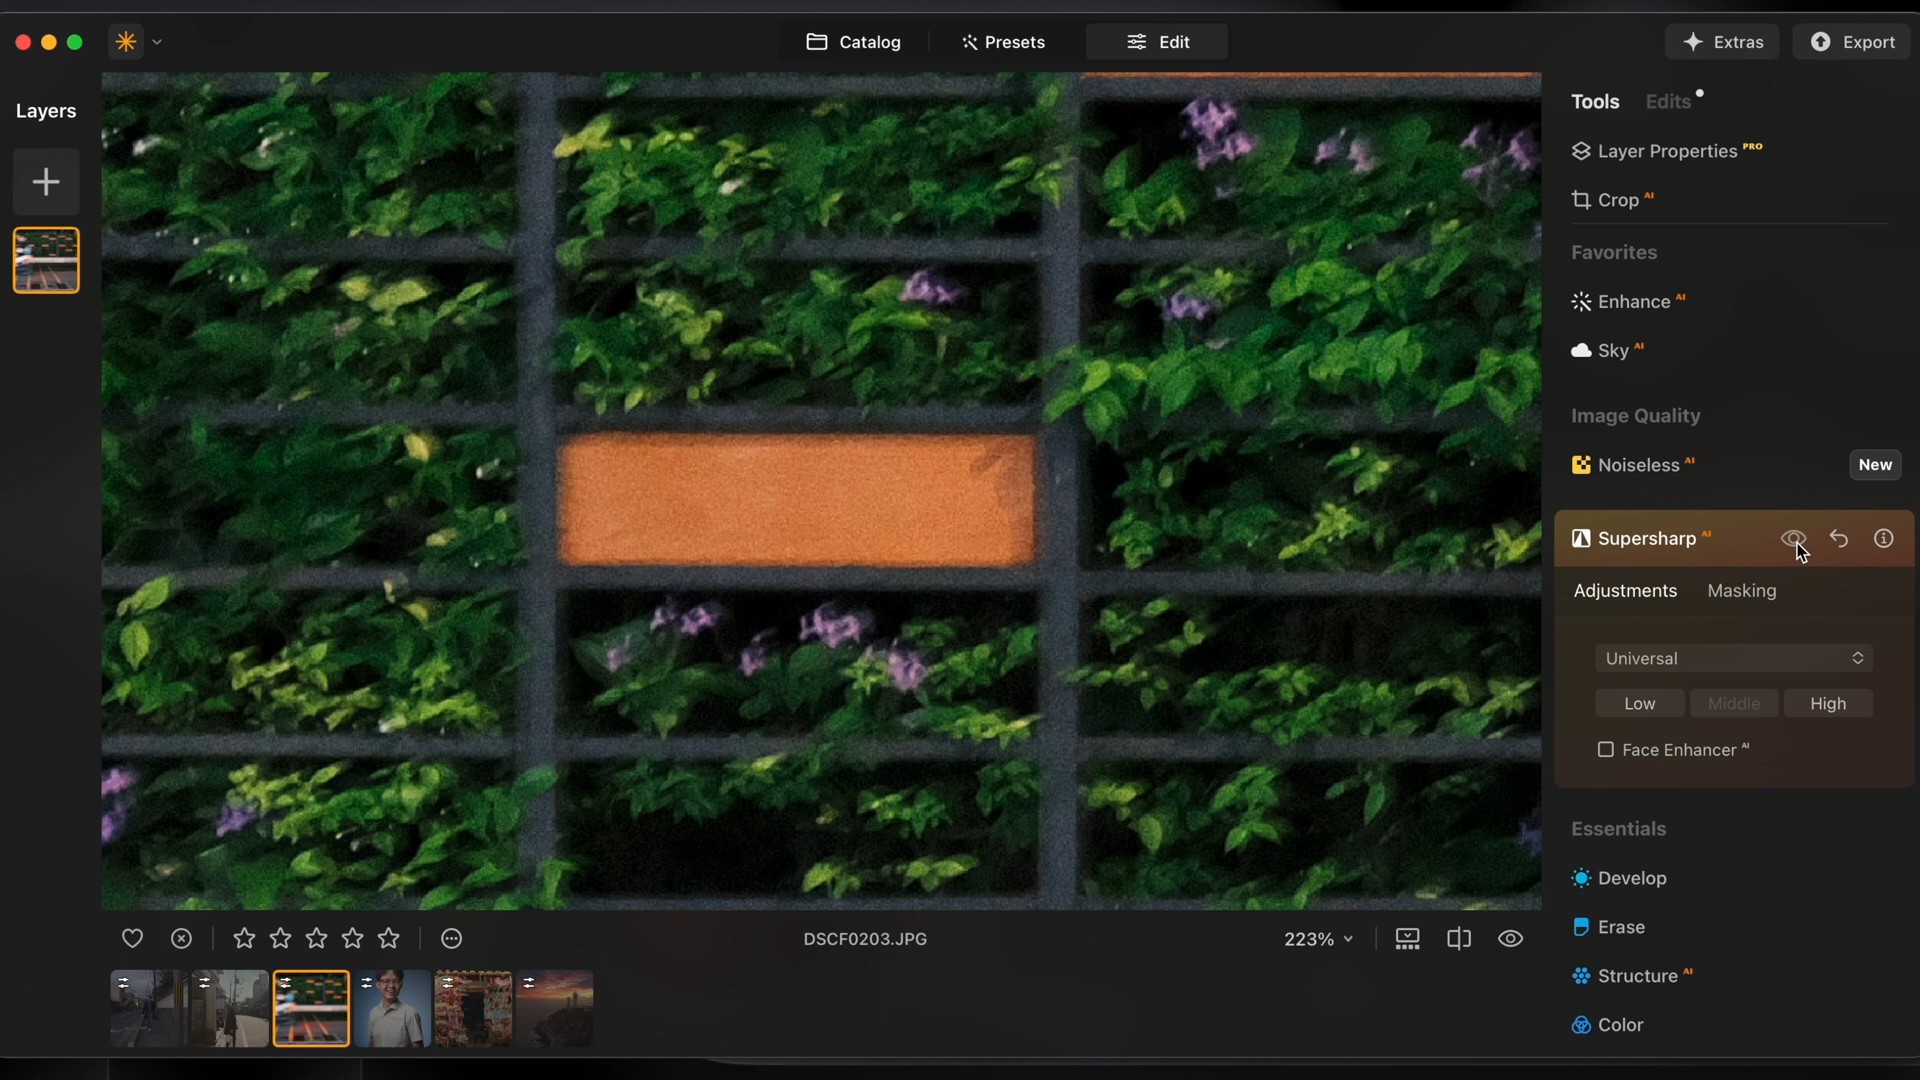 Catalog
Presets
Edit
Extras
Export
Layers
Tools Edits
Layer Properties PRO
Crop AI
Favorites
Enhance AI
Sky AI
Image Quality
Noiseless AI New
Supersharp AI
Adjustments Masking
Universal
Low Middle High
Face Enhancer AI
Essentials
Develop
Erase
Structure AI
Color
DSCF0203.JPG
223%